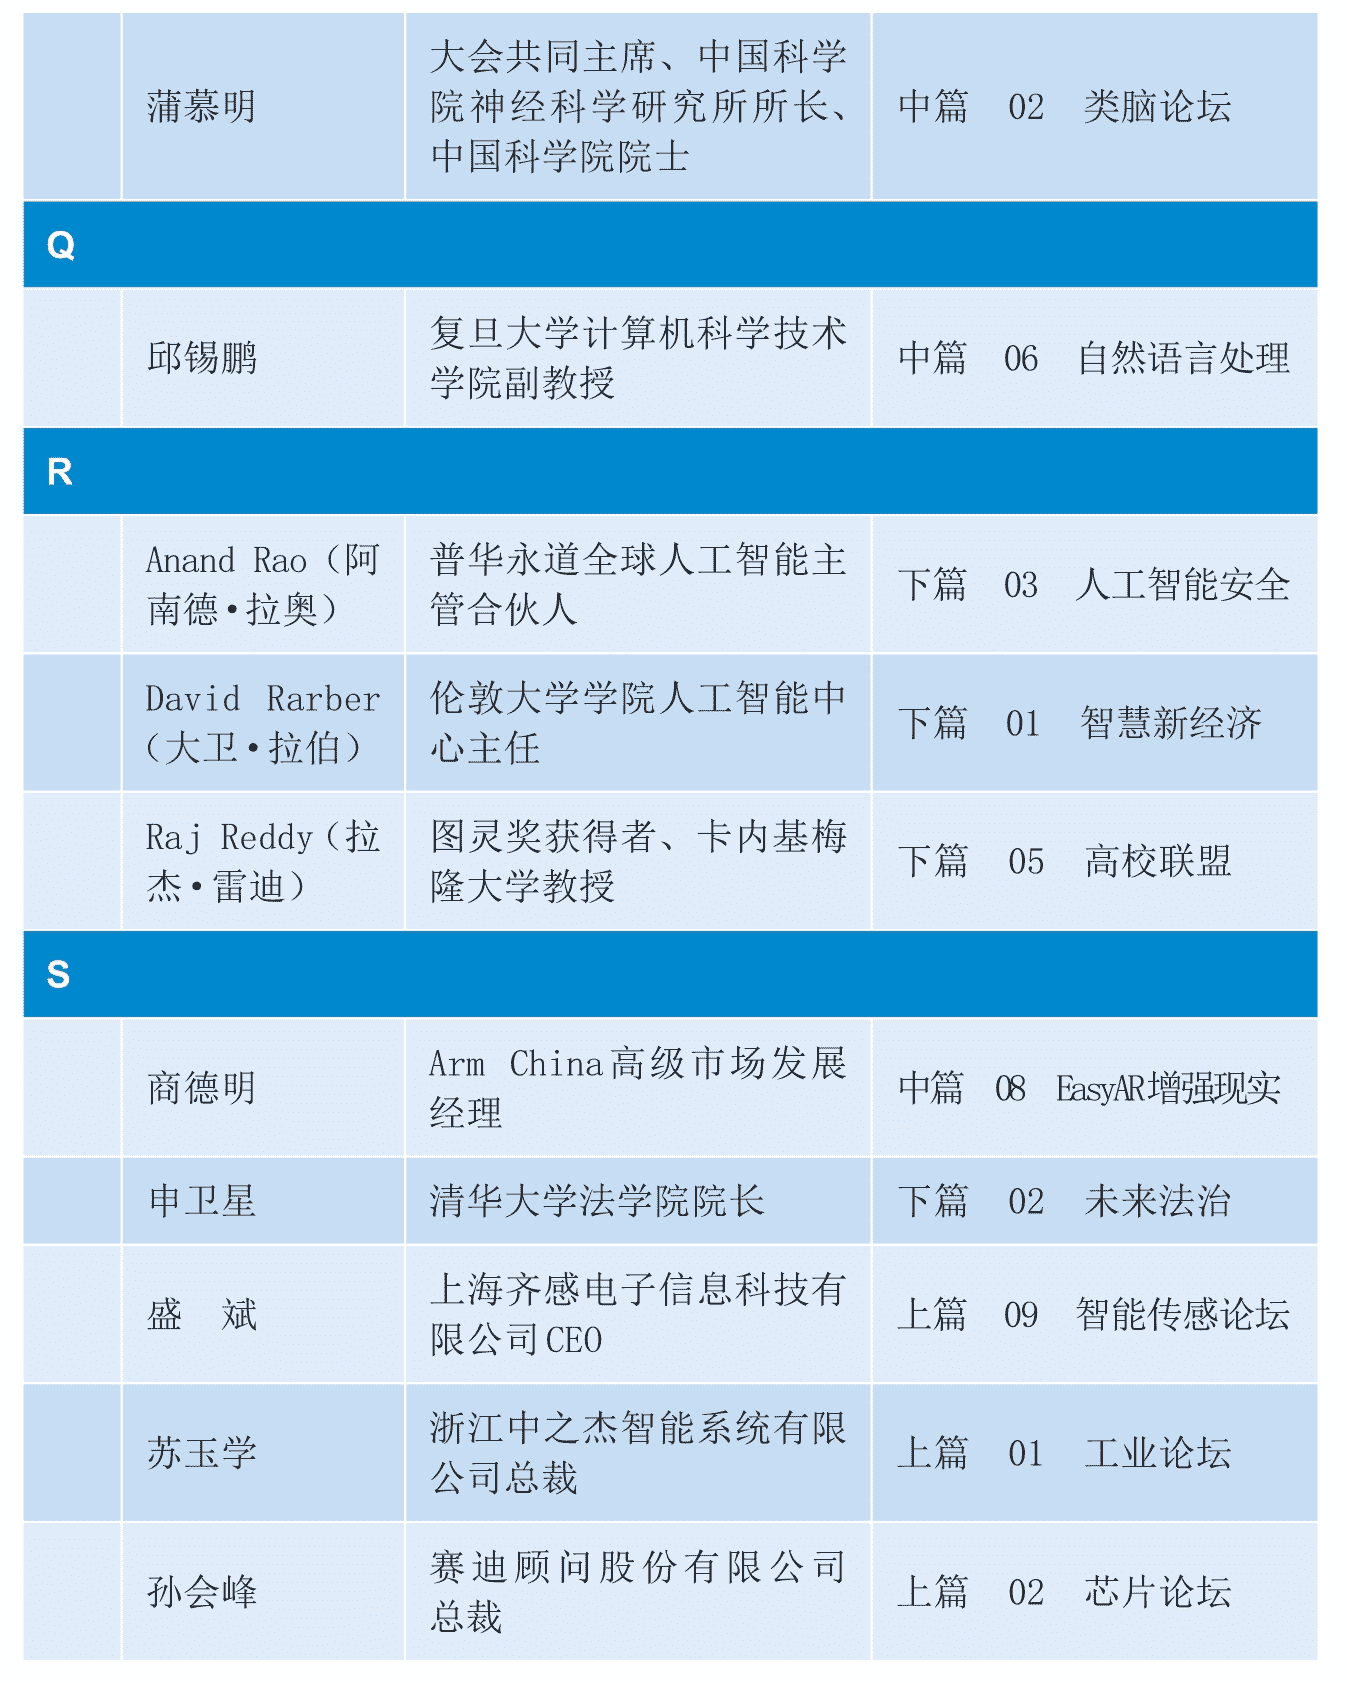 蒲慕明
大会共同主席、中国科学
院神经科学研究所所长、
中国科学院院士
中篇 02 类脑论坛
Q
邱锡鹏
复旦大学计算机科学技术
学院副教授
中篇 06 自然语言处理
R
Anand Rao（阿
南德·拉奥）
普华永道全球人工智能主
管合伙人
下篇 03 人工智能安全
David Rarber
（大卫·拉伯）
伦敦大学学院人工智能中
心主任
下篇 01 智慧新经济
Raj Reddy（拉
杰·雷迪）
图灵奖获得者、卡内基梅
隆大学教授
下篇 05 高校联盟
S
商德明
Arm China高级市场发展
经理
中篇 08 EasyAR增强现实
申卫星
清华大学法学院院长
下篇 02 未来法治
盛 斌
上海齐感电子信息科技有
限公司CEO
上篇 09 智能传感论坛
苏玉学
浙江中之杰智能系统有限
公司总裁
上篇 01 工业论坛
孙会峰
赛迪顾问股份有限公司
总裁
上篇 02 芯片论坛